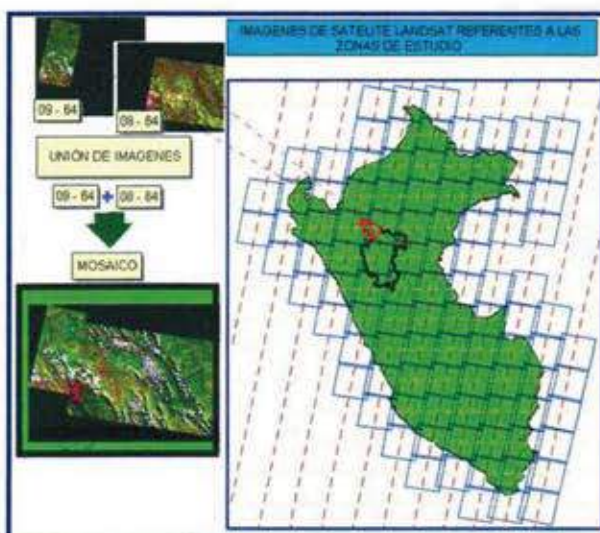 IMAGENES DE SATELITE LANDSAT REFERENTES A LAS
ZONAS DE ESTUDIO
09 - 64
08 - 64
UNIÓN DE IMAGENES
09 - 64 + 08 - 64
MOSAICO